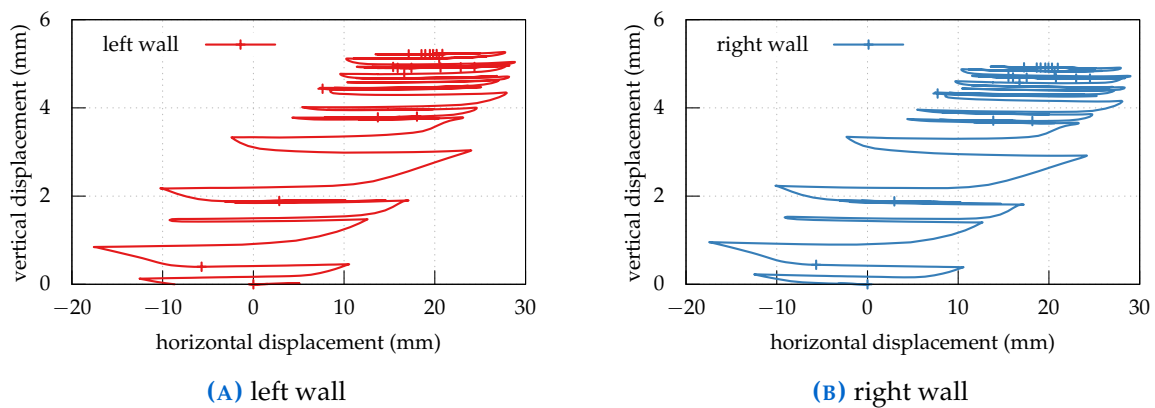 vertical displacement (mm)
6
4
2
0
left wall
−20
−10
0
10
20
30
horizontal displacement (mm)
(A) left wall
vertical displacement (mm)
6
4
2
0
right wall
−20
−10
0
10
20
30
horizontal displacement (mm)
(B) right wall